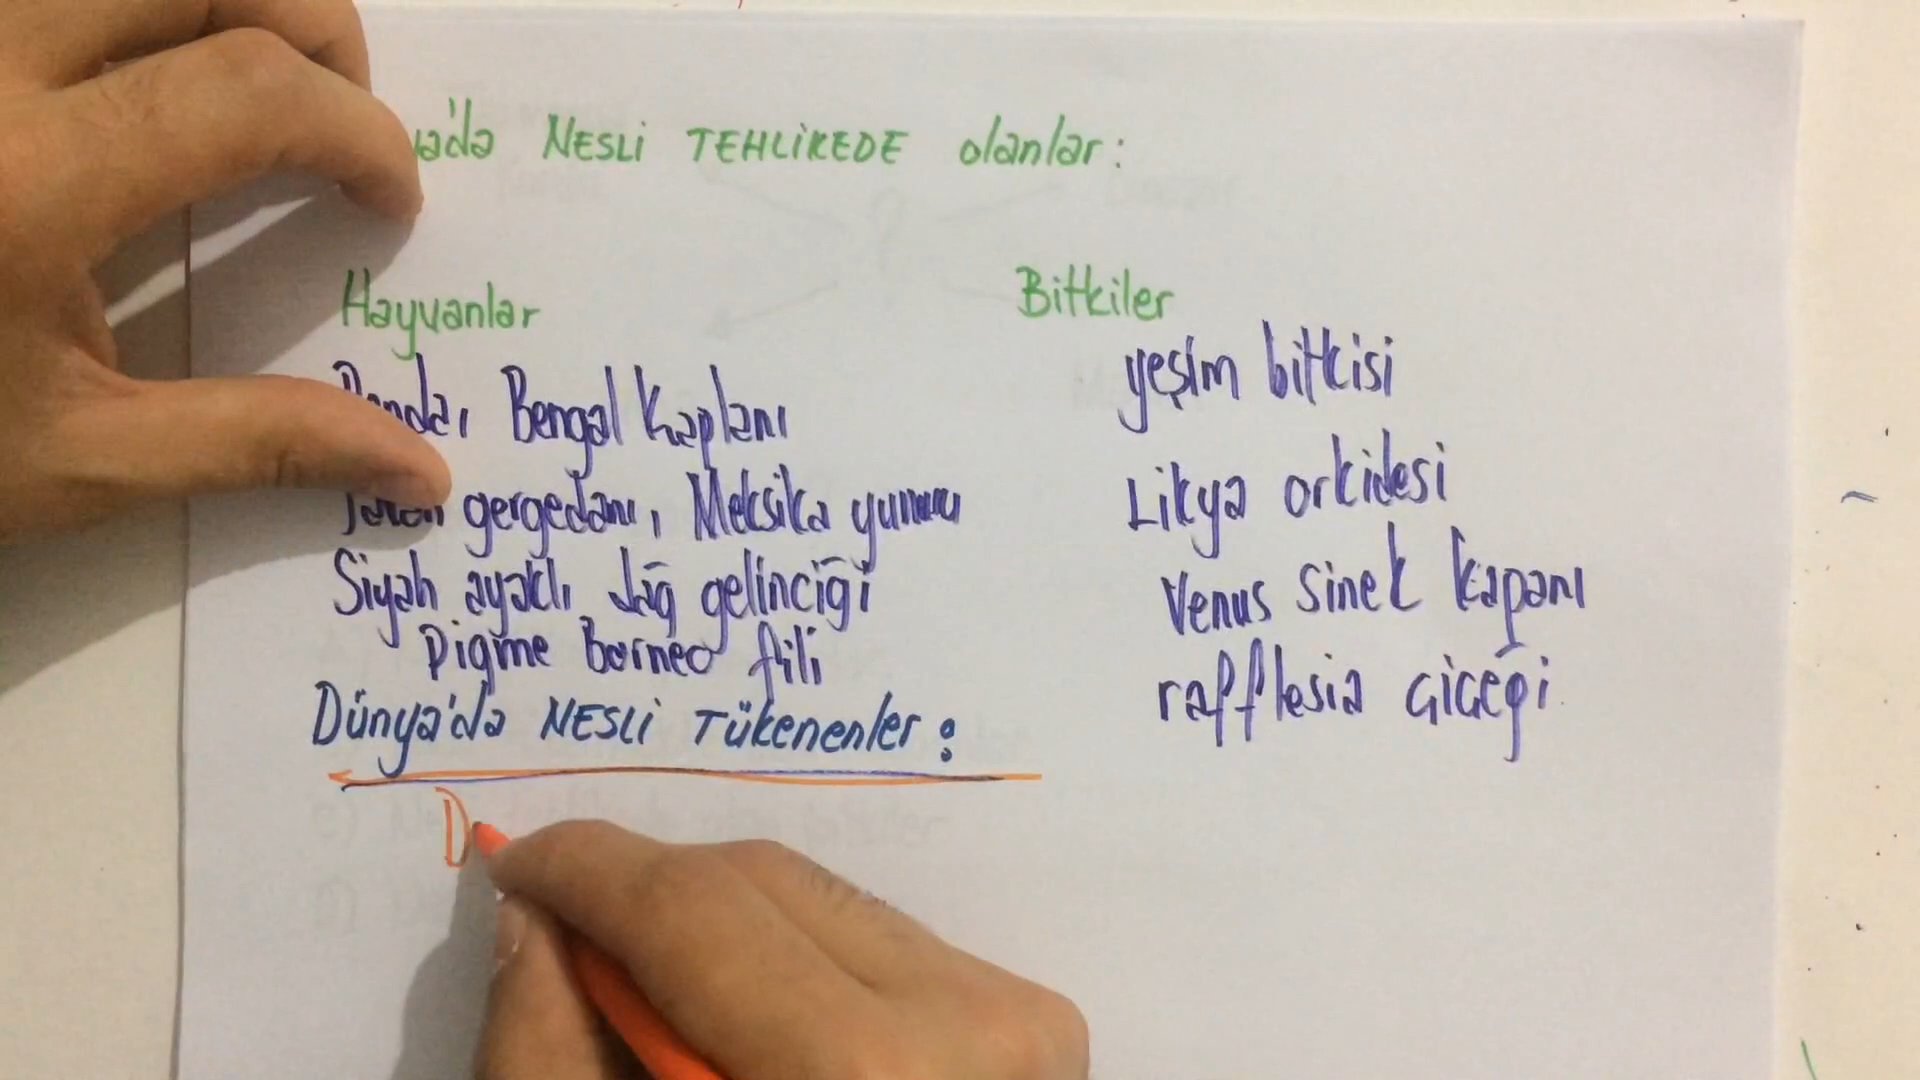 NESLİ TEHLİKEDE olanlar:
Hayvanlar
Bengal Kaplanı
gergedanı, Meksika yunusu
Siyah ayaklı dağ gelinciği
Pigme Borneo fili
Bitkiler
yeşim bitkisi
Likya orkidesi
Venus Sinek kapanı
rafflesia çiçeği
Dünya'da NESLİ TÜKENENLER :
D